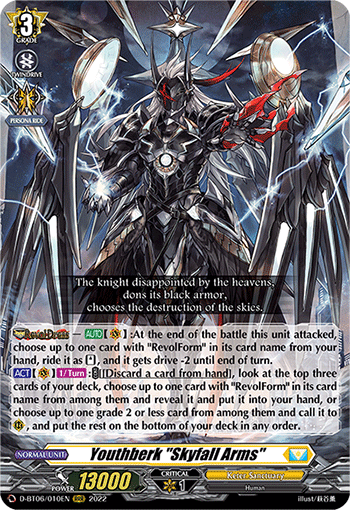 3
GRADE
TWINDRIVE
PERSONA RIDE
The knight disappointed by the heavens,
dons its black armor,
chooses the destruction of the skies.
RevolDress — AUTO : At the end of the battle this unit attacked,
choose up to one card with "RevolForm" in its card name from your
hand, ride it as [ ], and it gets drive -2 until end of turn.
ACT 1/Turn : [Discard a card from hand], look at the top three
cards of your deck, choose up to one card with "RevolForm" in its card
name from among them and reveal it and put it into your hand, or
choose up to one grade 2 or less card from among them and call it to
, and put the rest on the bottom of your deck in any order.
NORMAL UNIT
Youthberk "Skyfall Arms"
POWER 13000
CRITICAL
1
Keter Sanctuary
Human
D-BT06/010EN RRR 2022
illust/萩谷薫